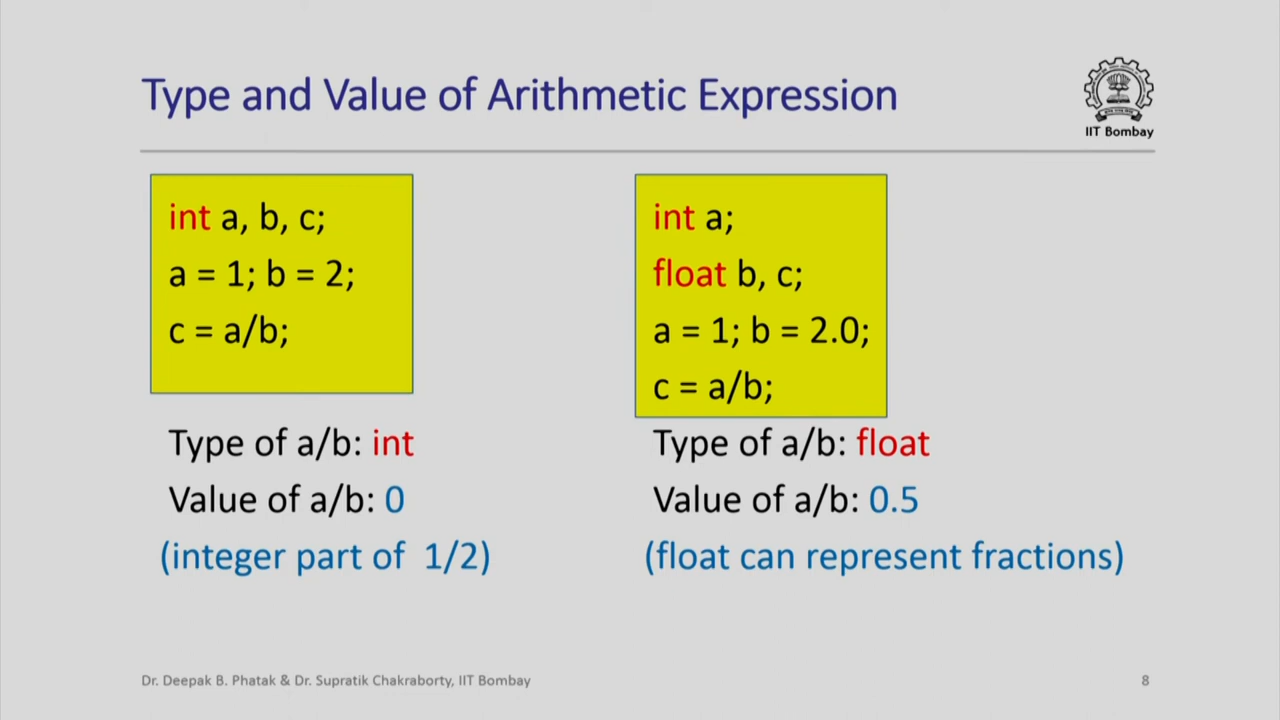 Type and Value of Arithmetic Expression
IIT Bombay
int a, b, c;
a = 1; b = 2;
c = a/b;
Type of a/b: int
Value of a/b: 0
(integer part of 1/2)
int a;
float b, c;
a = 1; b = 2.0;
c = a/b;
Type of a/b: float
Value of a/b: 0.5
(float can represent fractions)
Dr. Deepak B. Phatak & Dr. Supratik Chakraborty, IIT Bombay
8